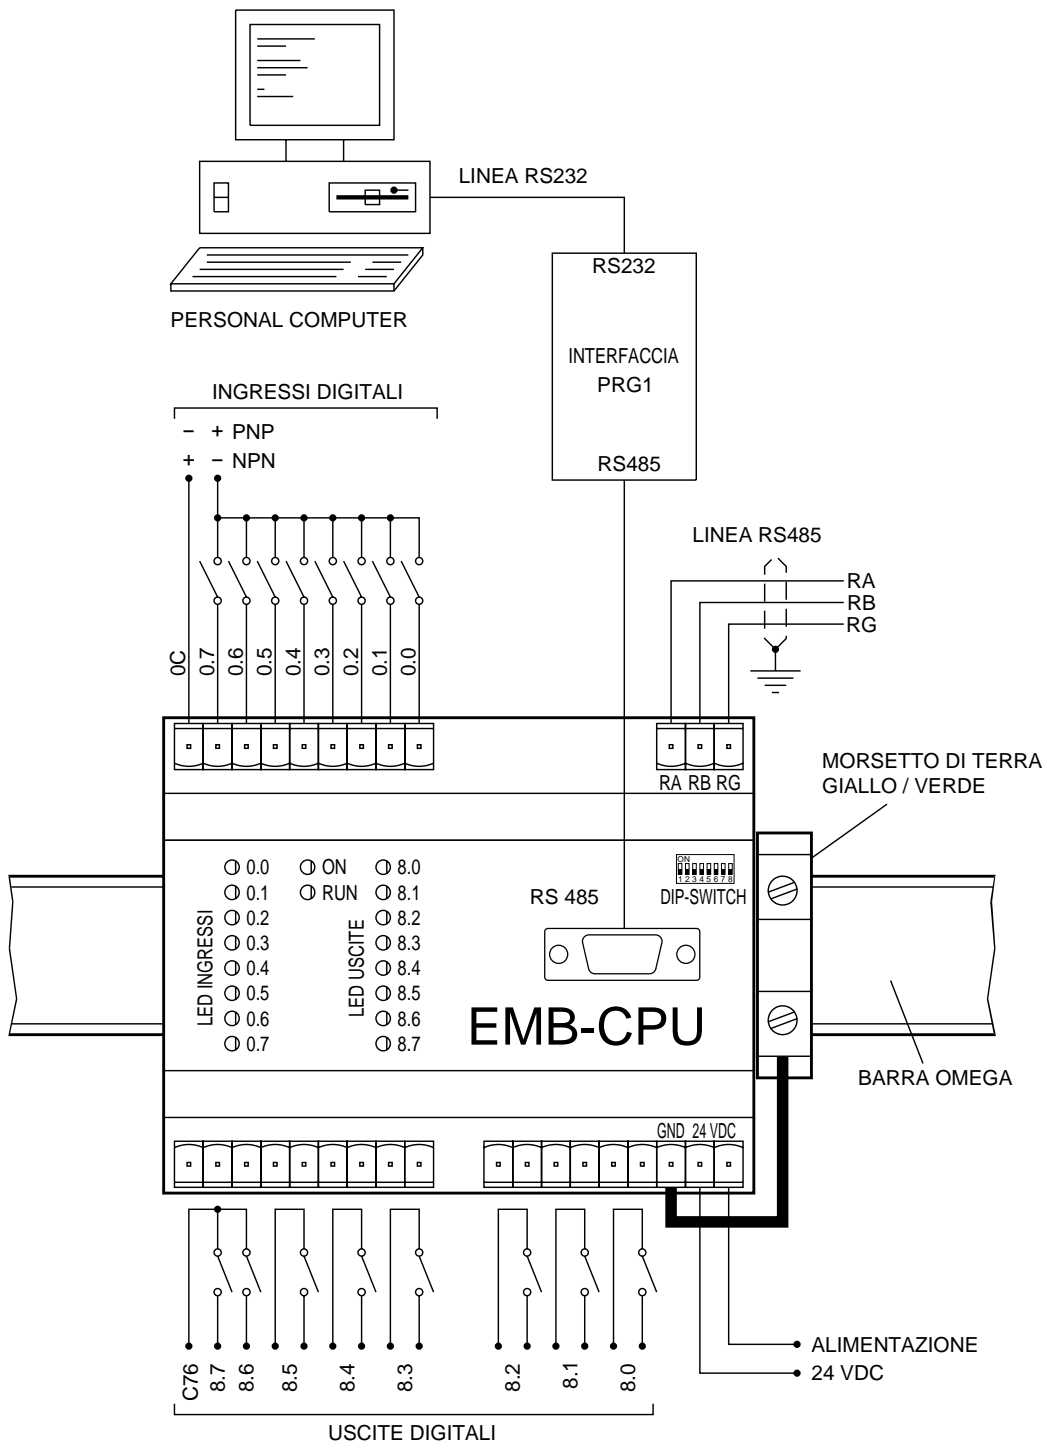 LINEA RS232
RS232
PERSONAL COMPUTER
INTERFACCIA
PRG1
RS485
INGRESSI DIGITALI
− + PNP
+ − NPN
LINEA RS485
RA
RB
RG
0C 0.7 0.6 0.5 0.4 0.3 0.2 0.1 0.0
RA RB RG
MORSETTO DI TERRA
GIALLO / VERDE
LED INGRESSI
0.0
0.1
0.2
0.3
0.4
0.5
0.6
0.7
ON
RUN
LED USCITE
8.0
8.1
8.2
8.3
8.4
8.5
8.6
8.7
RS 485
ON
1 2 3 4 5 6 7 8
DIP-SWITCH
EMB-CPU
BARRA OMEGA
GND 24 VDC
C76 8.7 8.6 8.5 8.4 8.3 8.2 8.1 8.0
ALIMENTAZIONE
24 VDC
USCITE DIGITALI